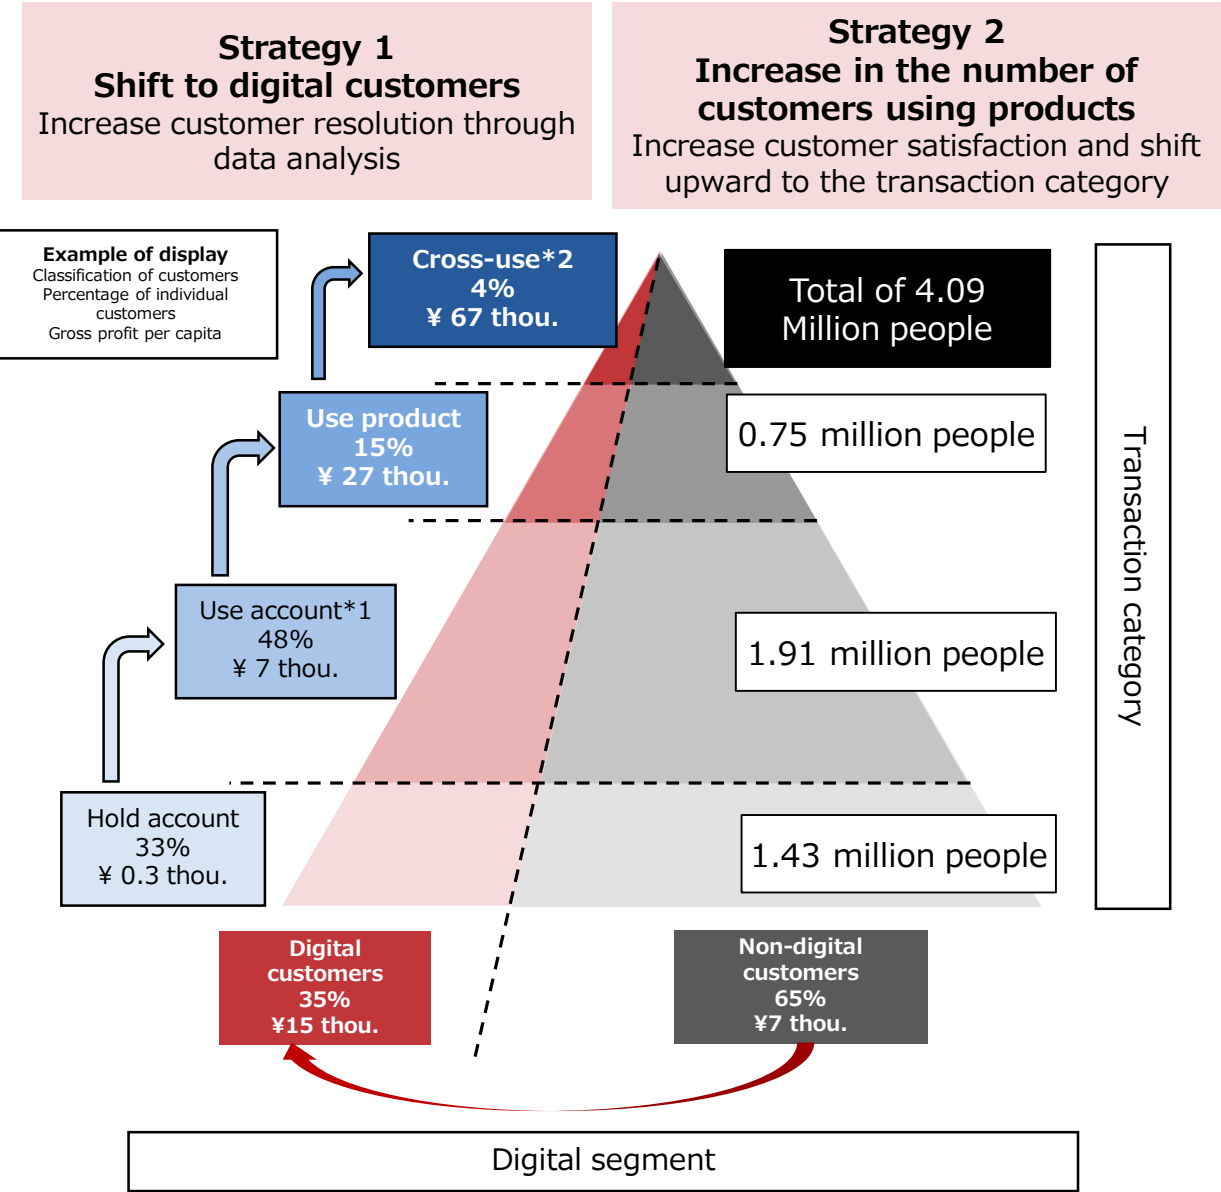 Strategy 1
Shift to digital customers
Increase customer resolution through
data analysis
Strategy 2
Increase in the number of
customers using products
Increase customer satisfaction and shift
upward to the transaction category
Example of display
Classification of customers
Percentage of individual
customers
Gross profit per capita
Cross-use*2
4%
¥ 67 thou.
Total of 4.09
Million people
Use product
15%
¥ 27 thou.
0.75 million people
Use account*1
48%
¥ 7 thou.
1.91 million people
Hold account
33%
¥ 0.3 thou.
1.43 million people
Transaction category
Digital
customers
35%
¥15 thou.
Non-digital
customers
65%
¥7 thou.
Digital segment